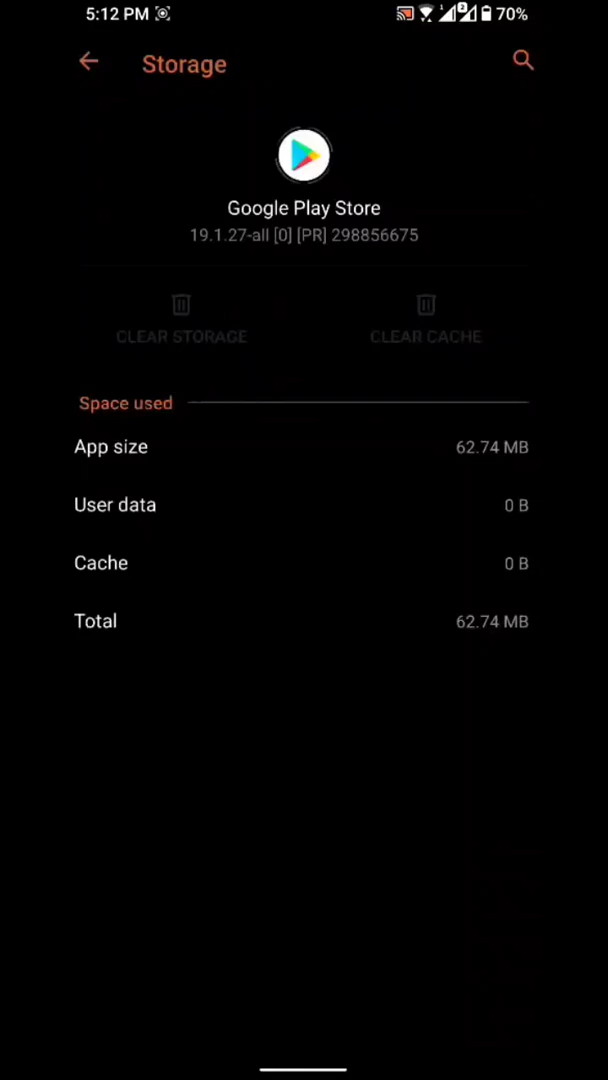 5:12 PM 70%
Storage
Google Play Store
19.1.27-all [0] [PR] 298856675
CLEAR STORAGE CLEAR CACHE
Space used
App size 62.74 MB
User data 0 B
Cache 0 B
Total 62.74 MB